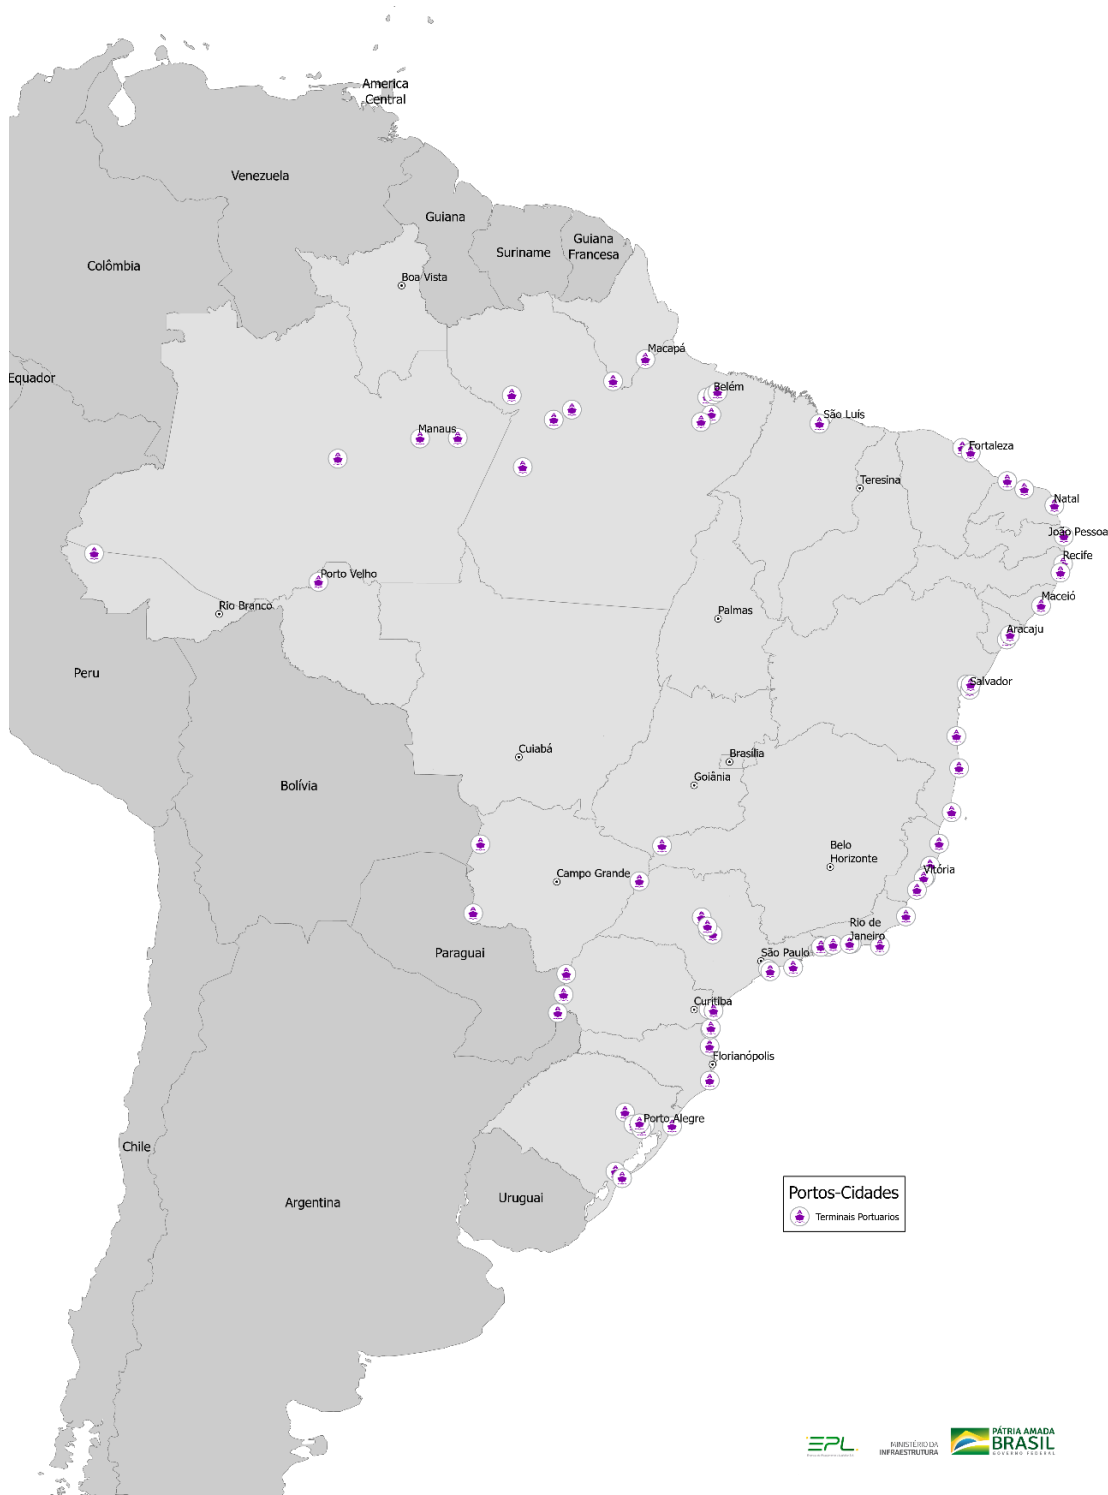 America
Central
Venezuela
Guiana
Guiana
Francesa
Suriname
Colômbia
Boa Vista
Macapá
Equador
Belém
São Luís
Manaus
Fortaleza
Teresina
Natal
João Pessoa
Recife
Porto Velho
Maceió
Rio Branco
Palmas
Aracaju
Peru
Salvador
Cuiabá
Brasília
Goiânia
Bolívia
Belo
Horizonte
Vitória
Campo Grande
Rio de
Janeiro
Paraguai
São Paulo
Curitiba
Florianópolis
Porto Alegre
Chile
Uruguai
Argentina
Portos-Cidades
Terminais Portuarios
EPL
MINISTÉRIO DA
INFRAESTRUTURA
PÁTRIA AMADA
BRASIL
GOVERNO FEDERAL